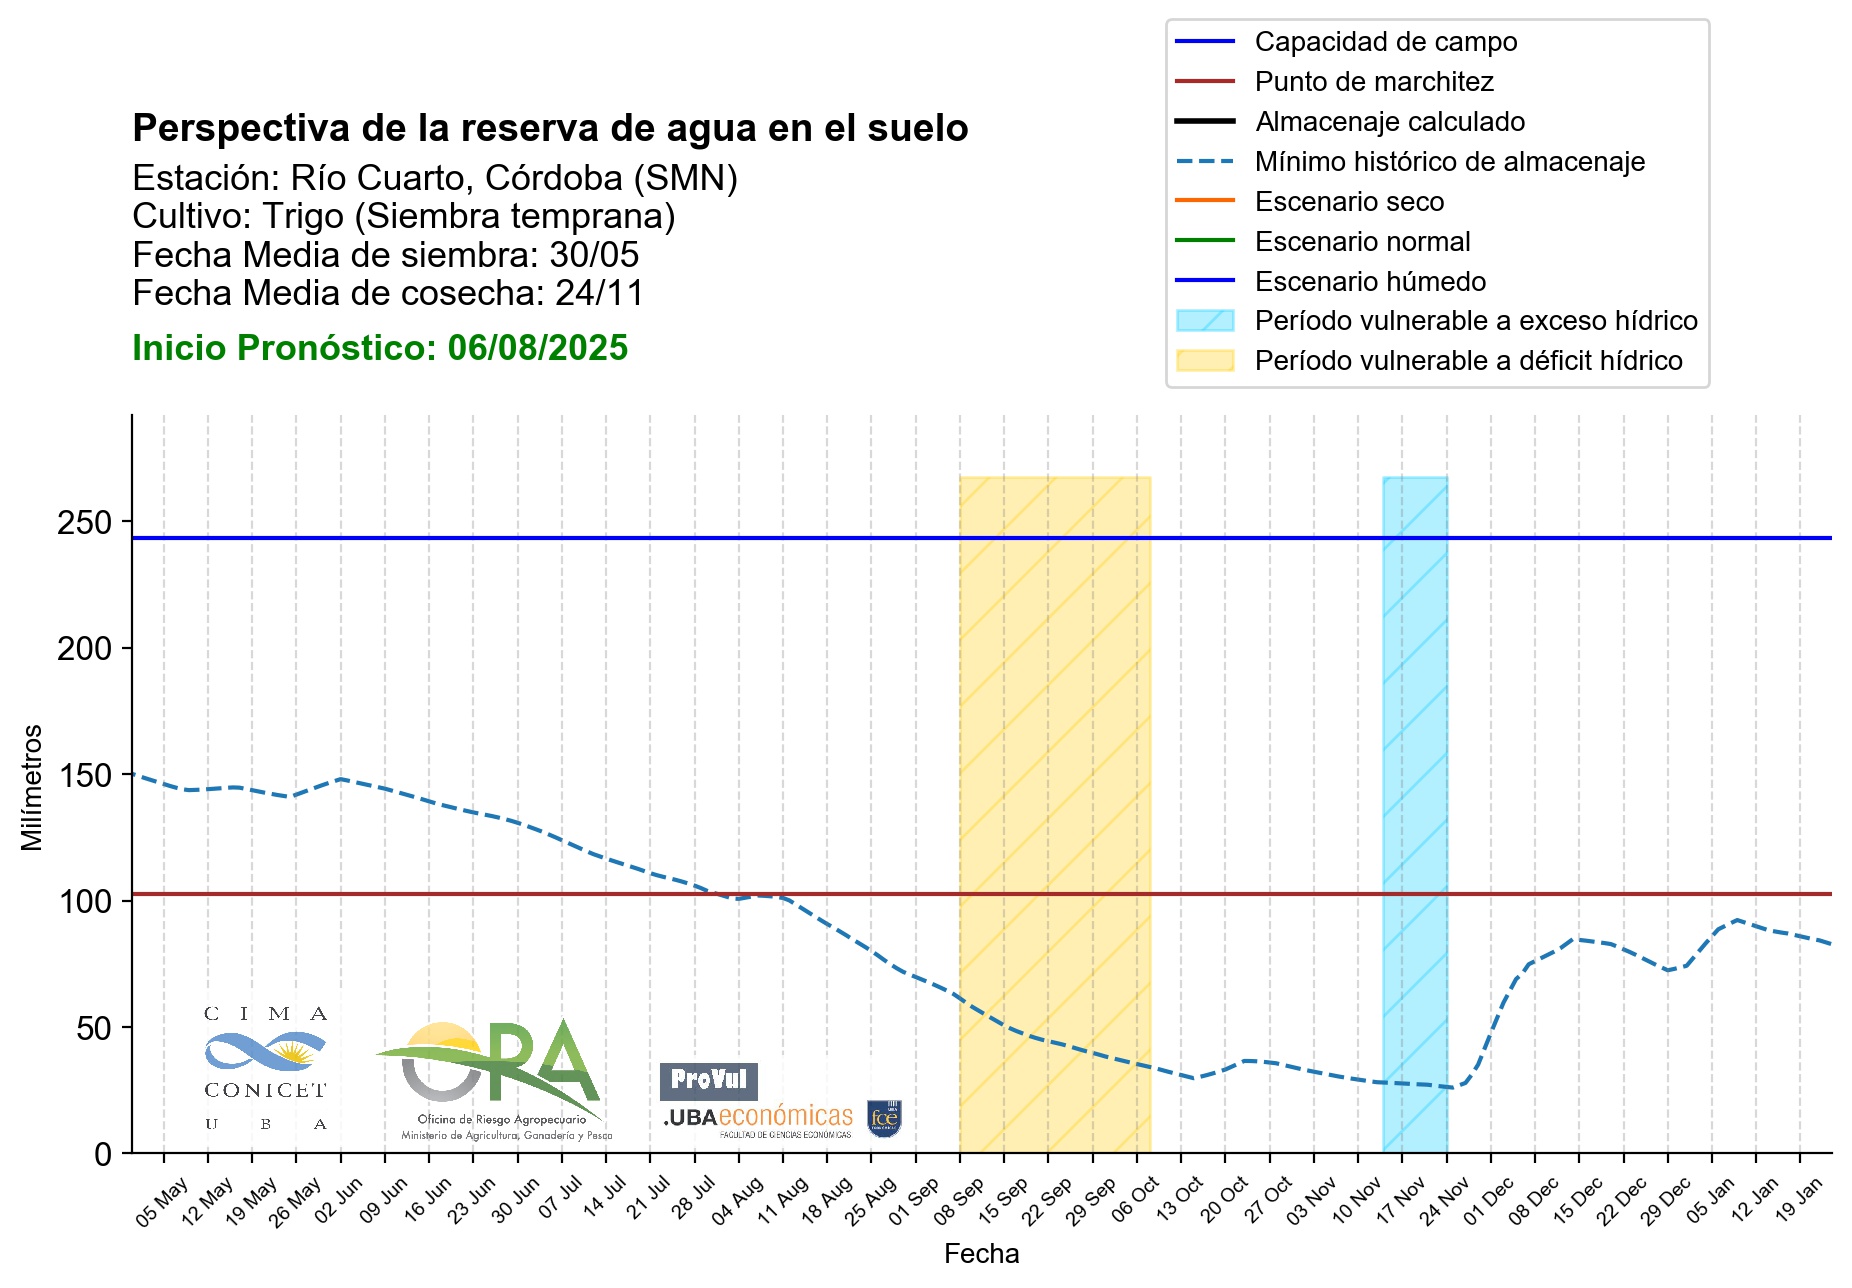 Capacidad de campo
Punto de marchitez
Almacenaje calculado
Mínimo histórico de almacenaje
Escenario seco
Escenario normal
Escenario húmedo
Período vulnerable a exceso hídrico
Período vulnerable a déficit hídrico
Perspectiva de la reserva de agua en el suelo
Estación: Río Cuarto, Córdoba (SMN)
Cultivo: Trigo (Siembra temprana)
Fecha Media de siembra: 30/05
Fecha Media de cosecha: 24/11
Inicio Pronóstico: 06/08/2025
Milímetros
250
200
150
100
50
0
CIMA
CONICET
UBA
ORA
Oficina de Riesgo Agropecuario
Ministerio de Agricultura, Ganadería y Pesca
ProVul
.UBAeconómicas
FACULTAD DE CIENCIAS ECONÓMICAS
fce
05 May
12 May
19 May
26 May
02 Jun
09 Jun
16 Jun
23 Jun
30 Jun
07 Jul
14 Jul
21 Jul
28 Jul
04 Aug
11 Aug
18 Aug
25 Aug
01 Sep
08 Sep
15 Sep
22 Sep
29 Sep
06 Oct
13 Oct
20 Oct
27 Oct
03 Nov
10 Nov
17 Nov
24 Nov
01 Dec
08 Dec
15 Dec
22 Dec
29 Dec
05 Jan
12 Jan
19 Jan
Fecha